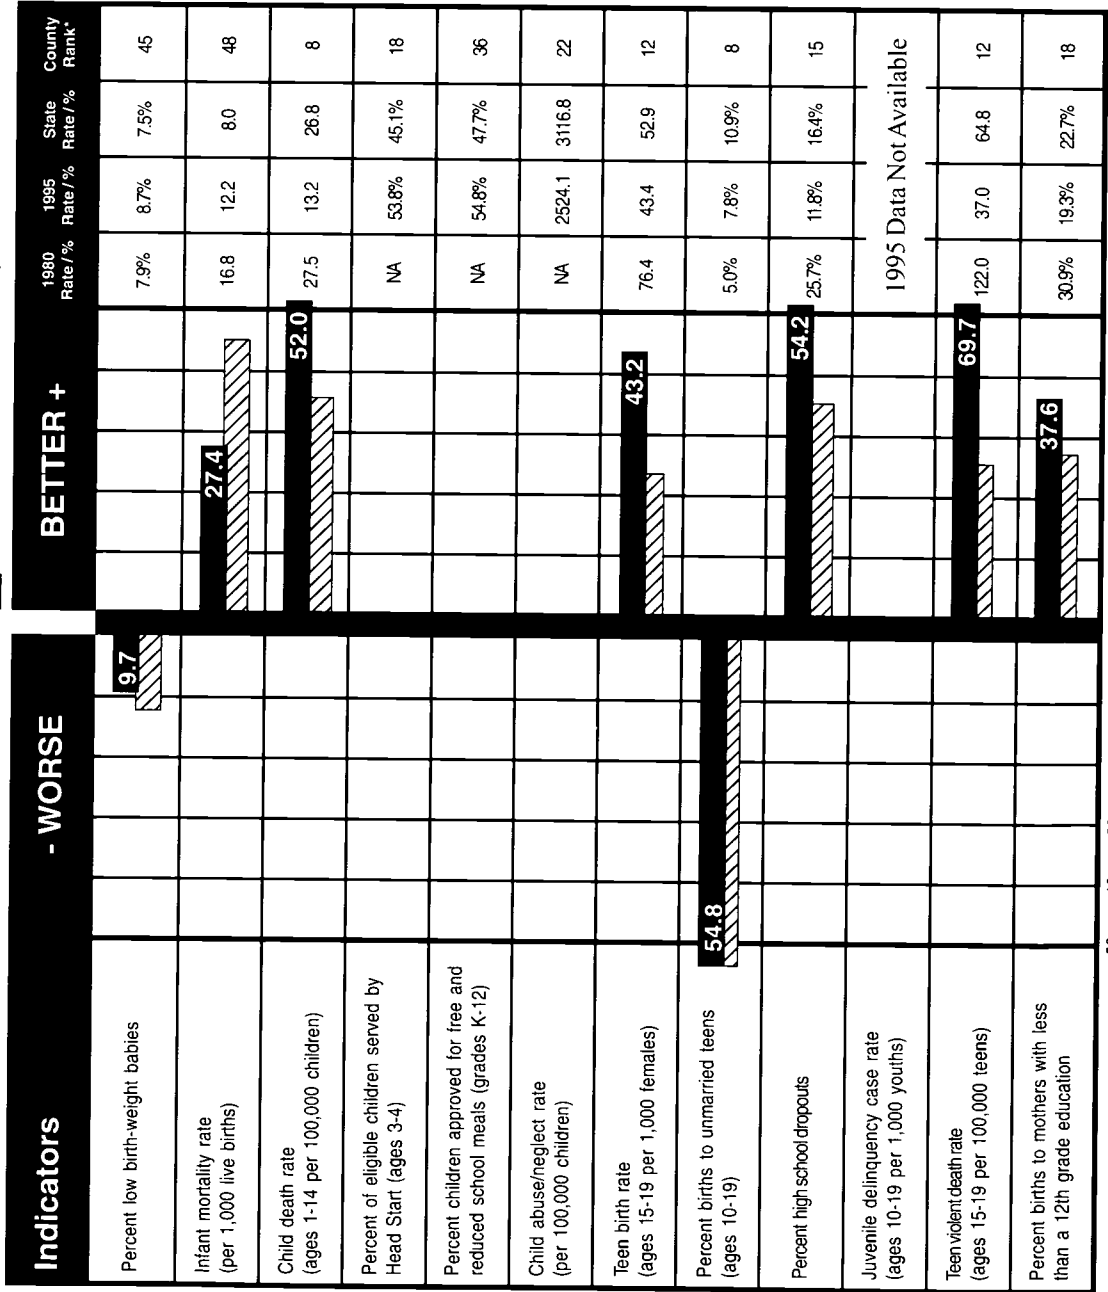 Indicators - WORSE BETTER + 1980 Rate / % 1995 Rate / % State Rate / % County Rank*
Percent low birth-weight babies 9.7 7.9% 8.7% 7.5% 45
Infant mortality rate
(per 1,000 live births) 27.4 16.8 12.2 8.0 48
Child death rate
(ages 1-14 per 100,000 children) 52.0 27.5 13.2 26.8 8
Percent of eligible children served by
Head Start (ages 3-4) NA 53.8% 45.1% 18
Percent children approved for free and
reduced school meals (grades K-12) NA 54.8% 47.7% 36
Child abuse/neglect rate
(per 100,000 children) NA 2524.1 3116.8 22
Teen birth rate
(ages 15-19 per 1,000 females) 43.2 76.4 43.4 52.9 12
Percent births to unmarried teens
(ages 10-19) 54.8 5.0% 7.8% 10.9% 8
Percent high school dropouts 54.2 25.7% 11.8% 16.4% 15
Juvenile delinquency case rate
(ages 10-19 per 1,000 youths) 1995 Data Not Available
Teen violent death rate
(ages 15-19 per 100,000 teens) 69.7 122.0 37.0 64.8 12
Percent births to mothers with less
than a 12th grade education 37.6 30.9% 19.3% 22.7% 18